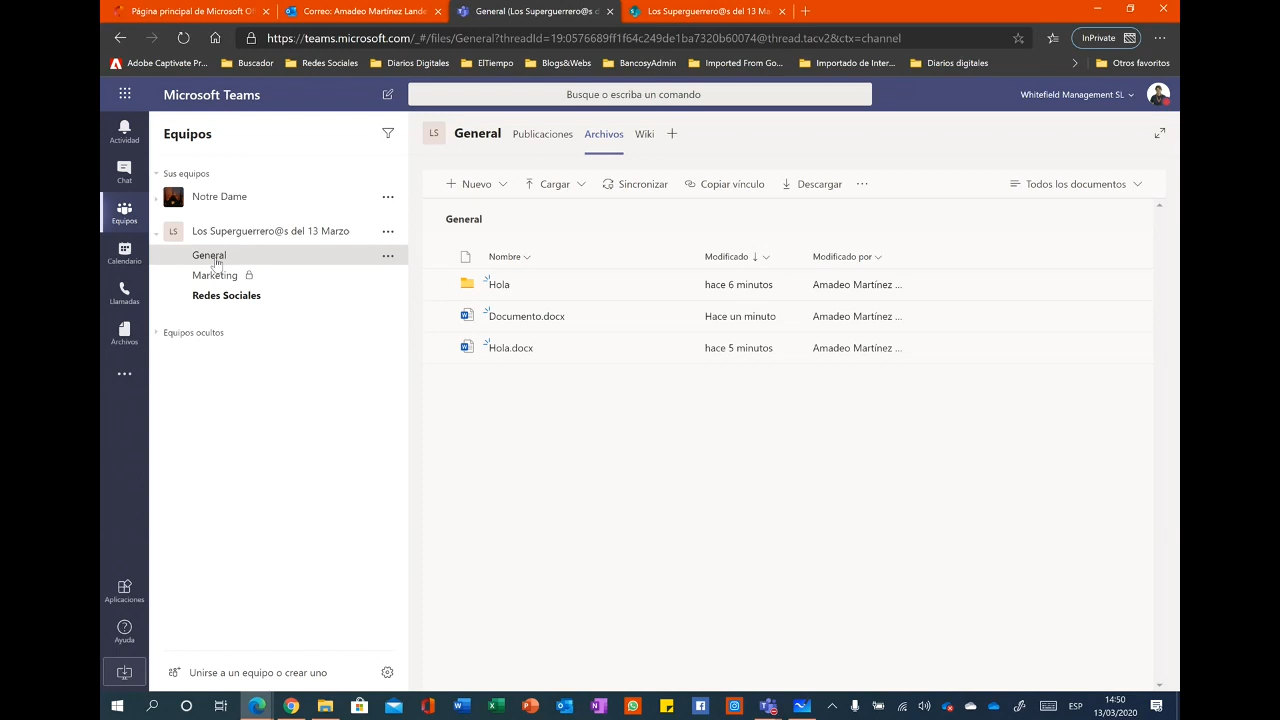 Página principal de Microsoft Of
Correo: Amadeo Martínez Lande
General (Los Superguerrero@s d
Los Superguerrero@s del 13 Ma
https://teams.microsoft.com/_#/files/General?threadId=19:0576689ff1f64c249de1ba7320b60074@thread.tacv2&ctx=channel
InPrivate
Adobe Captivate Pr...
Buscador
Redes Sociales
Diarios Digitales
ElTiempo
Blogs&Webs
BancosyAdmin
Imported From Go...
Importado de Inter...
Diarios digitales
Otros favoritos
Microsoft Teams
Busque o escriba un comando
Whitefield Management SL
Actividad
Chat
Equipos
Calendario
Llamadas
Archivos
Aplicaciones
Ayuda
Equipos
Sus equipos
Notre Dame
LS Los Superguerrero@s del 13 Marzo
General
Marketing
Redes Sociales
Equipos ocultos
Unirse a un equipo o crear uno
LS General Publicaciones Archivos Wiki
Nuevo Cargar Sincronizar Copiar vínculo Descargar Todos los documentos
General
Nombre Modificado Modificado por
Hola hace 6 minutos Amadeo Martínez ...
Documento.docx Hace un minuto Amadeo Martínez ...
Hola.docx hace 5 minutos Amadeo Martínez ...
ESP
14:50
13/03/2020